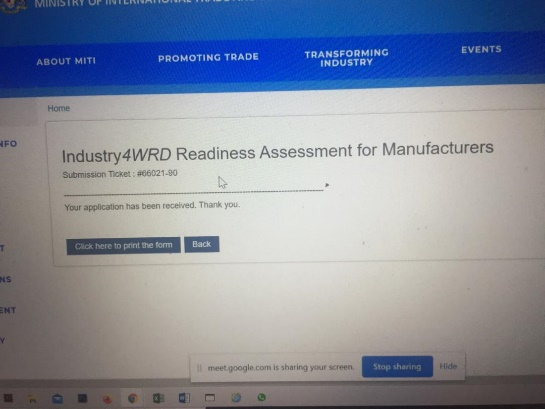 MINISTRY OF INTERNATIONAL
ABOUT MITI
PROMOTING TRADE
TRANSFORMING
INDUSTRY
EVENTS
Home
NFO
Industry4WRD Readiness Assessment for Manufacturers
Submission Ticket : #66021-90
Your application has been received. Thank you.
Click here to print the form
Back
T
NS
ENT
Y
meet.google.com is sharing your screen.
Stop sharing
Hide